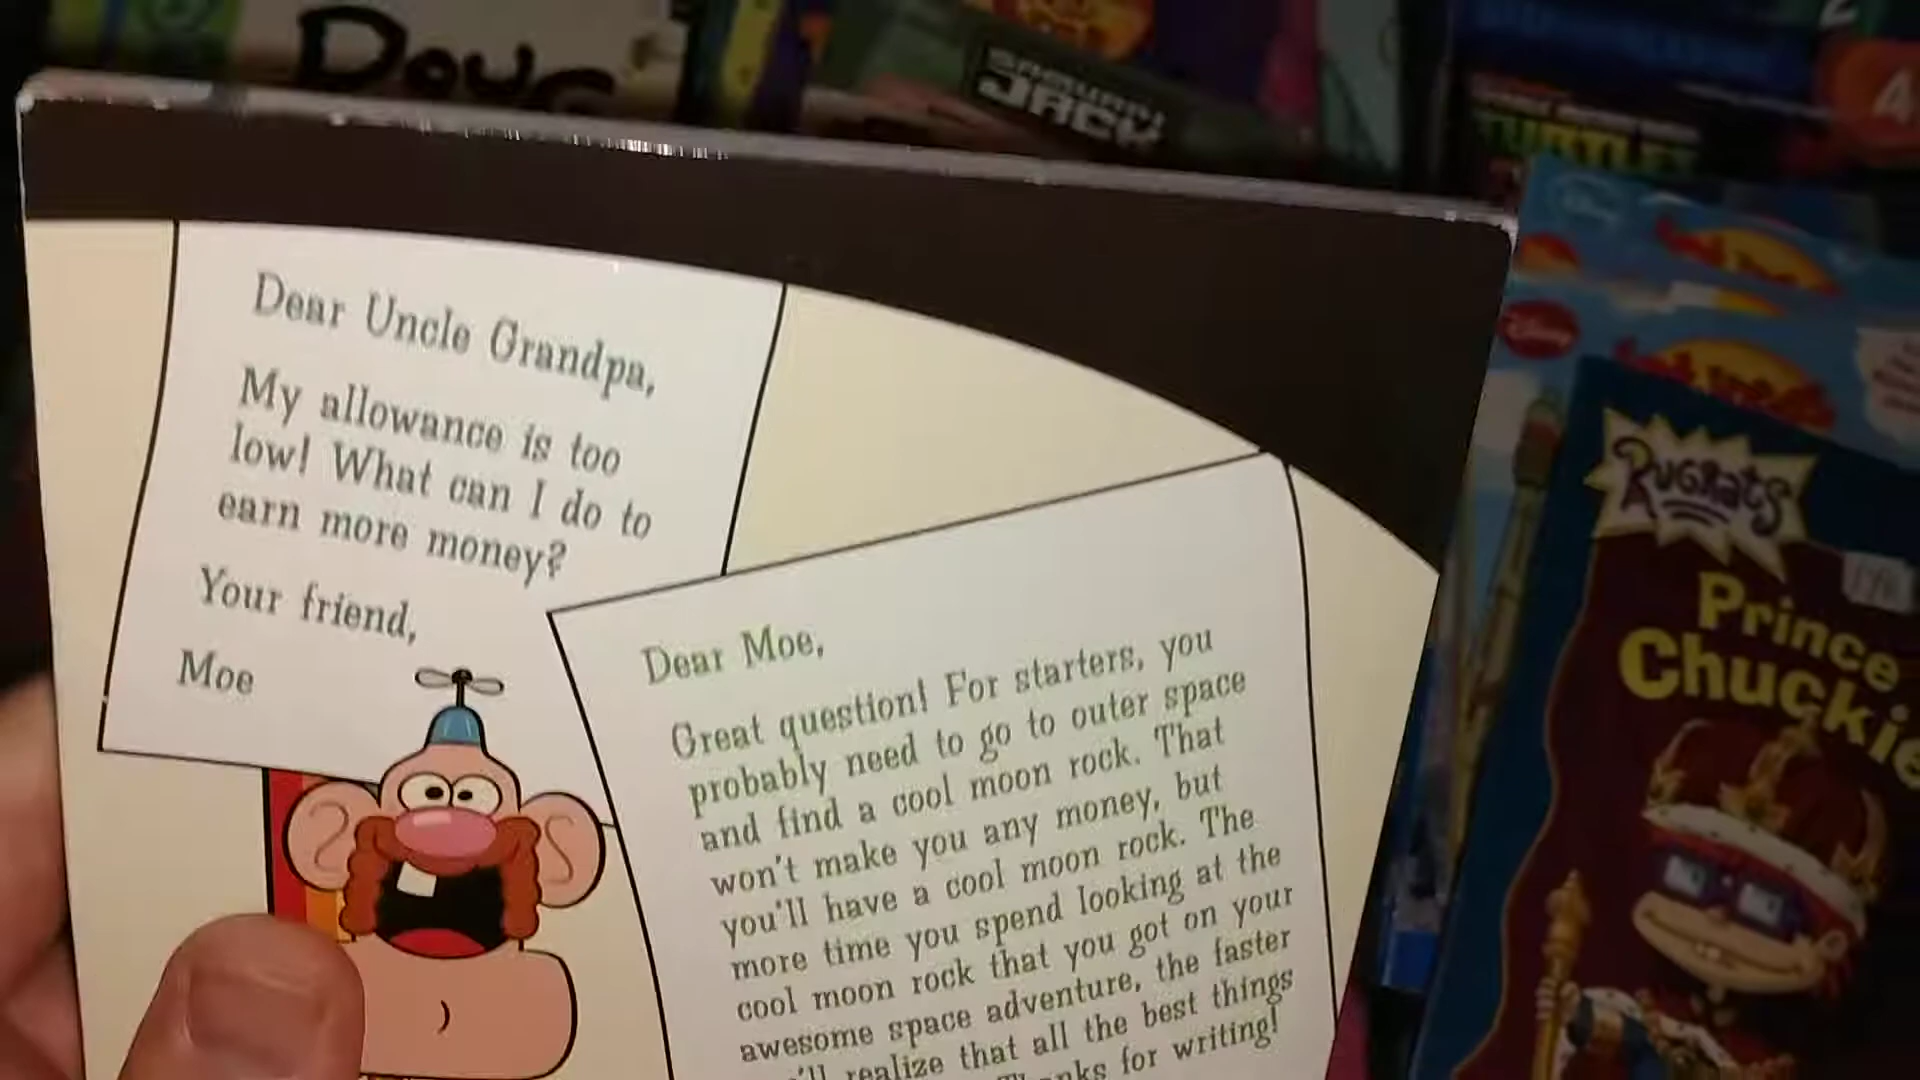 Doug
SAMURAI
JACK
TURTLES
Disney
Dear Uncle Grandpa,
My allowance is too
low! What can I do to
earn more money?
Your friend,
Moe
Dear Moe,
Great question! For starters, you
probably need to go to outer space
and find a cool moon rock. That
won't make you any money, but
you'll have a cool moon rock. The
more time you spend looking at the
cool moon rock that you got on your
awesome space adventure, the faster
realize that all the best things
for writing!
RUGRATS
Prince
Chuckie